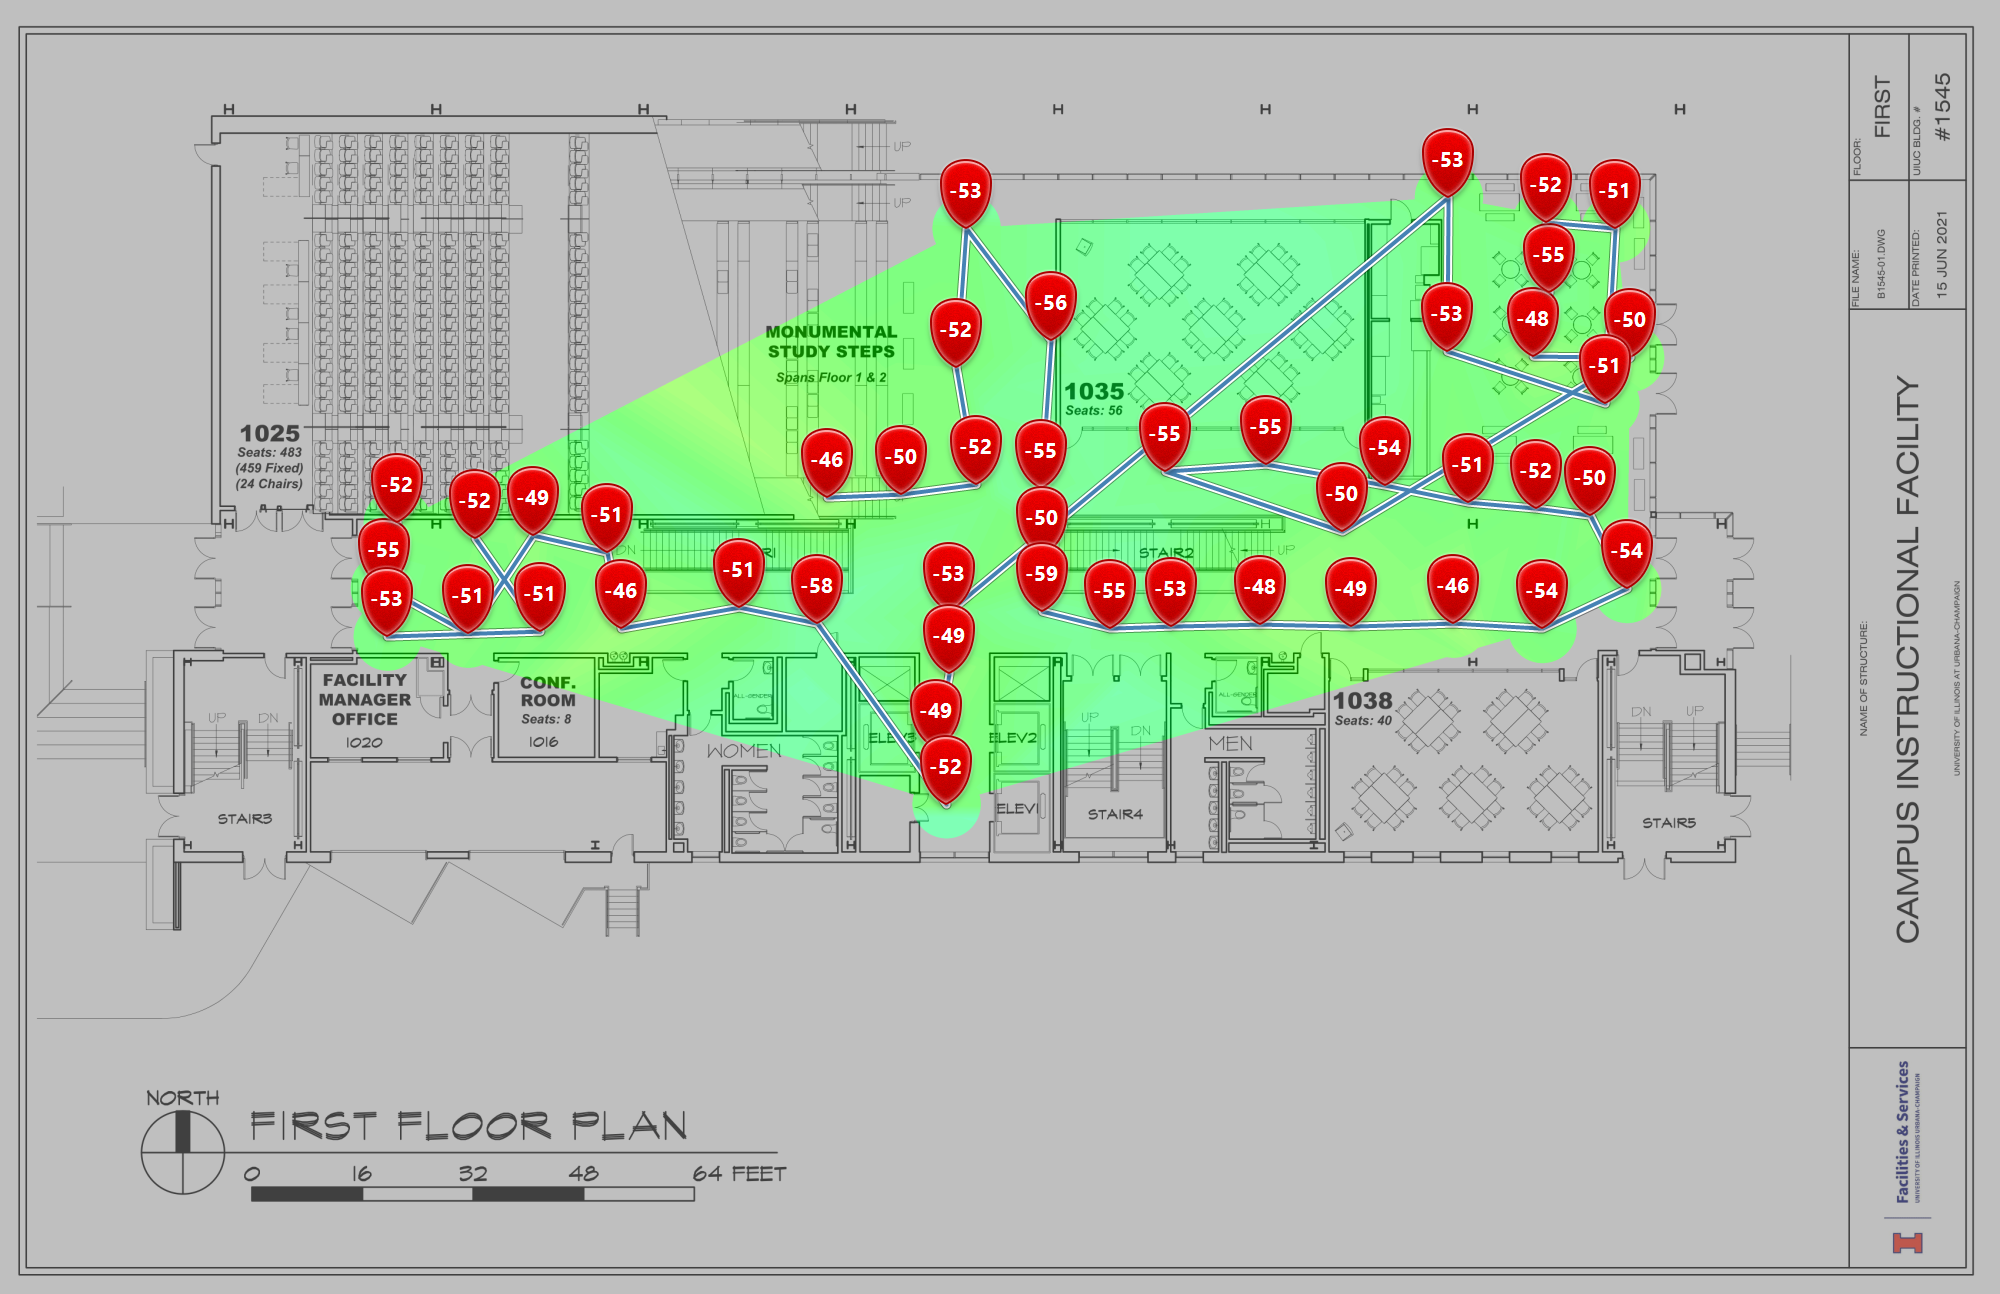 -53
-53
-52
-51
UP
UP
-55
-56
-53
-48
-50
-52
-51
MONUMENTAL
STUDY STEPS
Spans Floor 1 & 2
1035
Seats: 56
1025
Seats: 483
(459 Fixed)
(24 Chairs)
-46
-50
-52
-55
-55
-55
-54
-51
-52
-50
-52
-52
-49
-51
-50
-50
-55
DN
STAIR2
UP
-54
-53
-51
-51
-46
-51
-58
-53
-59
-55
-53
-48
-49
-46
-54
-49
FACILITY
MANAGER
OFFICE
1020
CONF.
ROOM
Seats: 8
1016
ALL-GENDER
ALL-GENDER
1038
Seats: 40
UP
DN
-49
UP
DN
DN
UP
WOMEN
ELEV3
ELEV2
MEN
-52
STAIR3
ELEV1
STAIR4
STAIR5
NORTH
FIRST FLOOR PLAN
0 16 32 48 64 FEET
FLOOR:
FIRST
UIUC BLDG. #
#1545
FILE NAME:
B1545-01.DWG
DATE PRINTED:
15 JUN 2021
NAME OF STRUCTURE:
CAMPUS INSTRUCTIONAL FACILITY
UNIVERSITY OF ILLINOIS AT URBANA-CHAMPAIGN
Facilities & Services
UNIVERSITY OF ILLINOIS URBANA-CHAMPAIGN